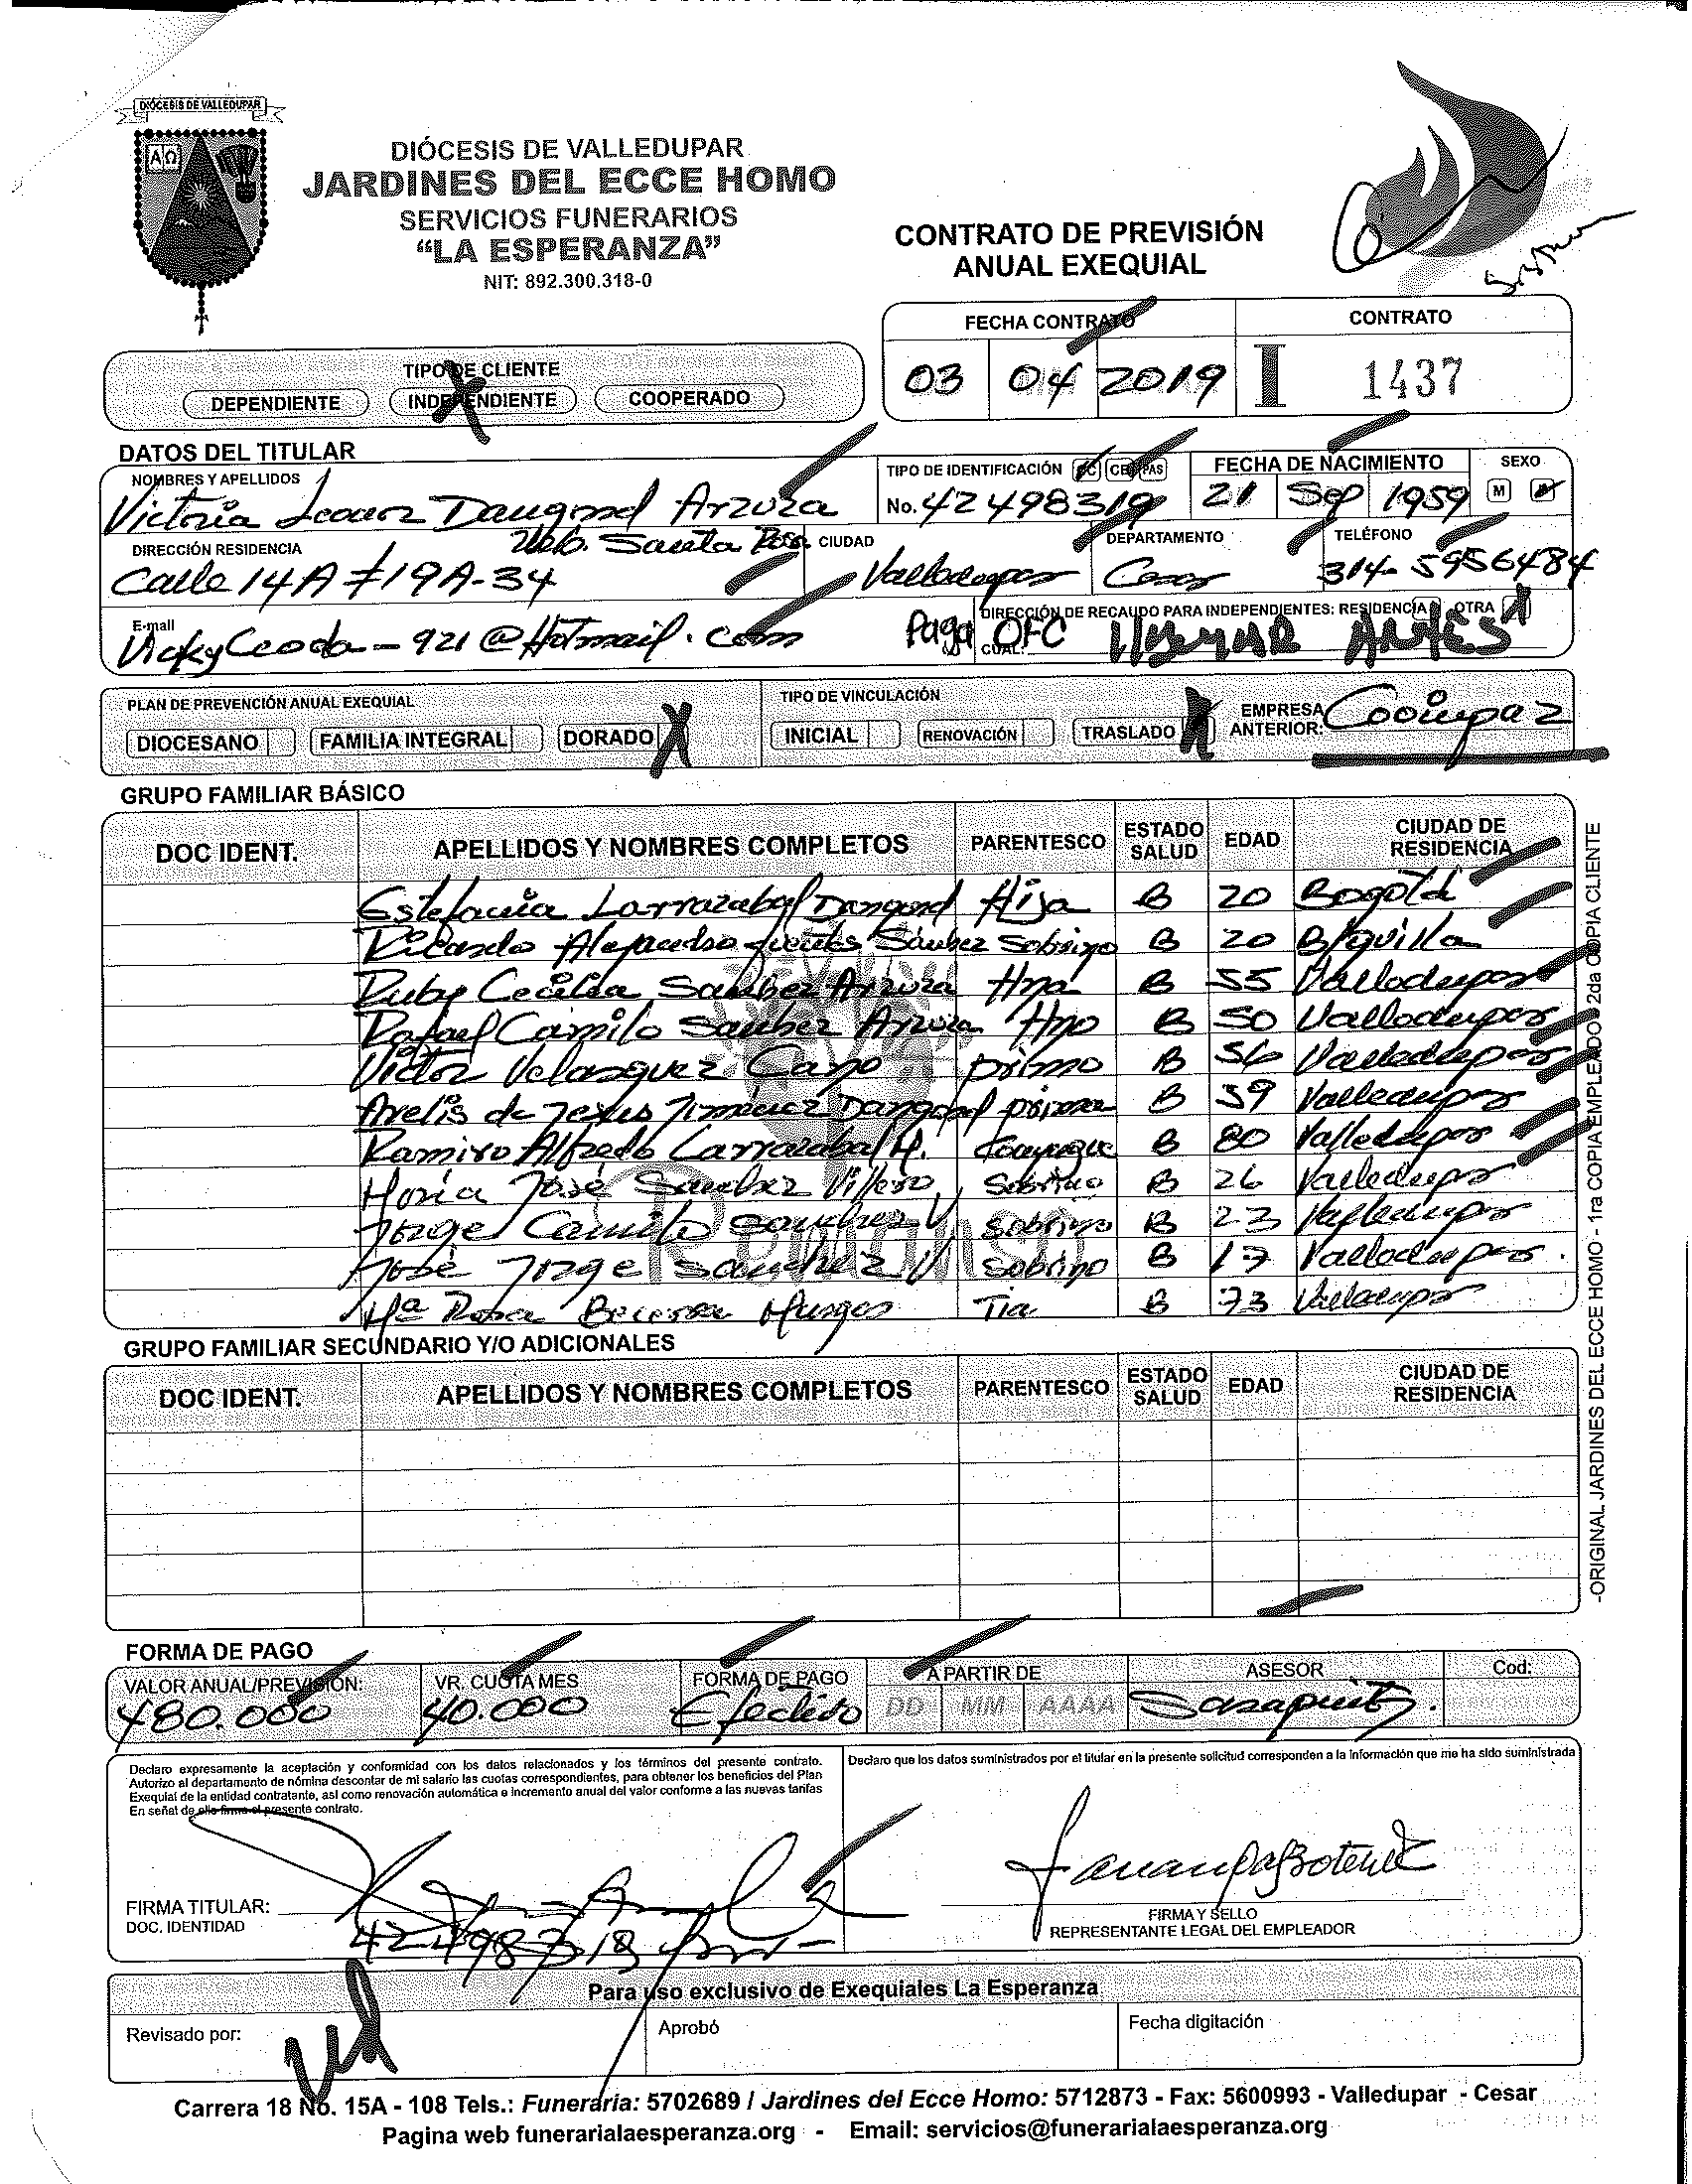 DIÓCESIS DE VALLEDUPAR
ΑΩ
DIÓCESIS DE VALLEDUPAR
JARDINES DEL ECCE HOMO
SERVICIOS FUNERARIOS
“LA ESPERANZA”
NIT: 892.300.318-0
CONTRATO DE PREVISIÓN
ANUAL EXEQUIAL
FECHA CONTRATO CONTRATO
03 04 2019 I 1437
TIPO DE CLIENTE
DEPENDIENTE INDEPENDIENTE COOPERADO
DATOS DEL TITULAR
NOMBRES Y APELLIDOS TIPO DE IDENTIFICACIÓN CC CE PAS FECHA DE NACIMIENTO SEXO
Victoria Leonor Dangond Arzuza No. 42498319 21 Sep 1959 M F
DIRECCIÓN RESIDENCIA Urb. Santa Rosa CIUDAD DEPARTAMENTO TELÉFONO
Calle 14A #19A-34 Valledupar Cesar 314-5956484
E-mail DIRECCIÓN DE RECAUDO PARA INDEPENDIENTES: RESIDENCIA OTRA
@Hotmail.com Paga OFC CUAL: LLAMAR ANTES
PLAN DE PREVENCIÓN ANUAL EXEQUIAL TIPO DE VINCULACIÓN
DIOCESANO FAMILIA INTEGRAL DORADO X INICIAL RENOVACIÓN TRASLADO X EMPRESA ANTERIOR: Cooinpaz
GRUPO FAMILIAR BÁSICO
DOC IDENT. APELLIDOS Y NOMBRES COMPLETOS PARENTESCO ESTADO SALUD EDAD CIUDAD DE RESIDENCIA
Estefania Larrazabal Dangond Hija B 20 Bogotá
Ricardo Alejandro Fuentes Sánchez Sobrino B 20 B/quilla
Ruby Cecilia Sanchez Arzuza Hna B 55 Valledupar
Rafael Camilo Sanchez Arzuza Hno B 50 Valledupar
Victor Velasquez Cano primo B 56 Valledupar
Arelis de Jesus Jimenez Dangond prima B 59 Valledupar
Ramiro Alfredo Larrazabal H. B 80 Valledupar
Maria José Sanchez Villero Sobrina B 26 Valledupar
Jorge Camilo Sanchez V Sobrino B 23 Valledupar
José Jorge Sanchez V Sobrino B 17 Valledupar.
Mª Rosa Becerra Tia B 73 Valledupar
GRUPO FAMILIAR SECUNDARIO Y/O ADICIONALES
DOC IDENT. APELLIDOS Y NOMBRES COMPLETOS PARENTESCO ESTADO SALUD EDAD CIUDAD DE RESIDENCIA
FORMA DE PAGO
VALOR ANUAL/PREVISIÓN: VR. CUOTA MES FORMA DE PAGO A PARTIR DE ASESOR Cod:
480.000 40.000 Efectivo DD MM AAAA
Declaro expresamente la aceptación y conformidad con los datos relacionados y los términos del presente contrato.
Autorizo al departamento de nómina descontar de mi salario las cuotas correspondientes, para obtener los beneficios del Plan
Exequial de la entidad contratante, así como renovación automática e incremento anual del valor conforme a las nuevas tarifas
En señal de ello firmo el presente contrato.
Declaro que los datos suministrados por el titular en la presente solicitud corresponden a la información que me ha sido suministrada
FIRMA TITULAR:
DOC. IDENTIDAD
42498319
FIRMA Y SELLO
REPRESENTANTE LEGAL DEL EMPLEADOR
Para uso exclusivo de Exequiales La Esperanza
Revisado por: Aprobó Fecha digitación
Carrera 18 No. 15A - 108 Tels.: Funeraria: 5702689 / Jardines del Ecce Homo: 5712873 - Fax: 5600993 - Valledupar - Cesar
Pagina web funerarialaesperanza.org - Email: servicios@funerarialaesperanza.org
-ORIGINAL JARDINES DEL ECCE HOMO - 1ra COPIA EMPLEADO 2da COPIA CLIENTE